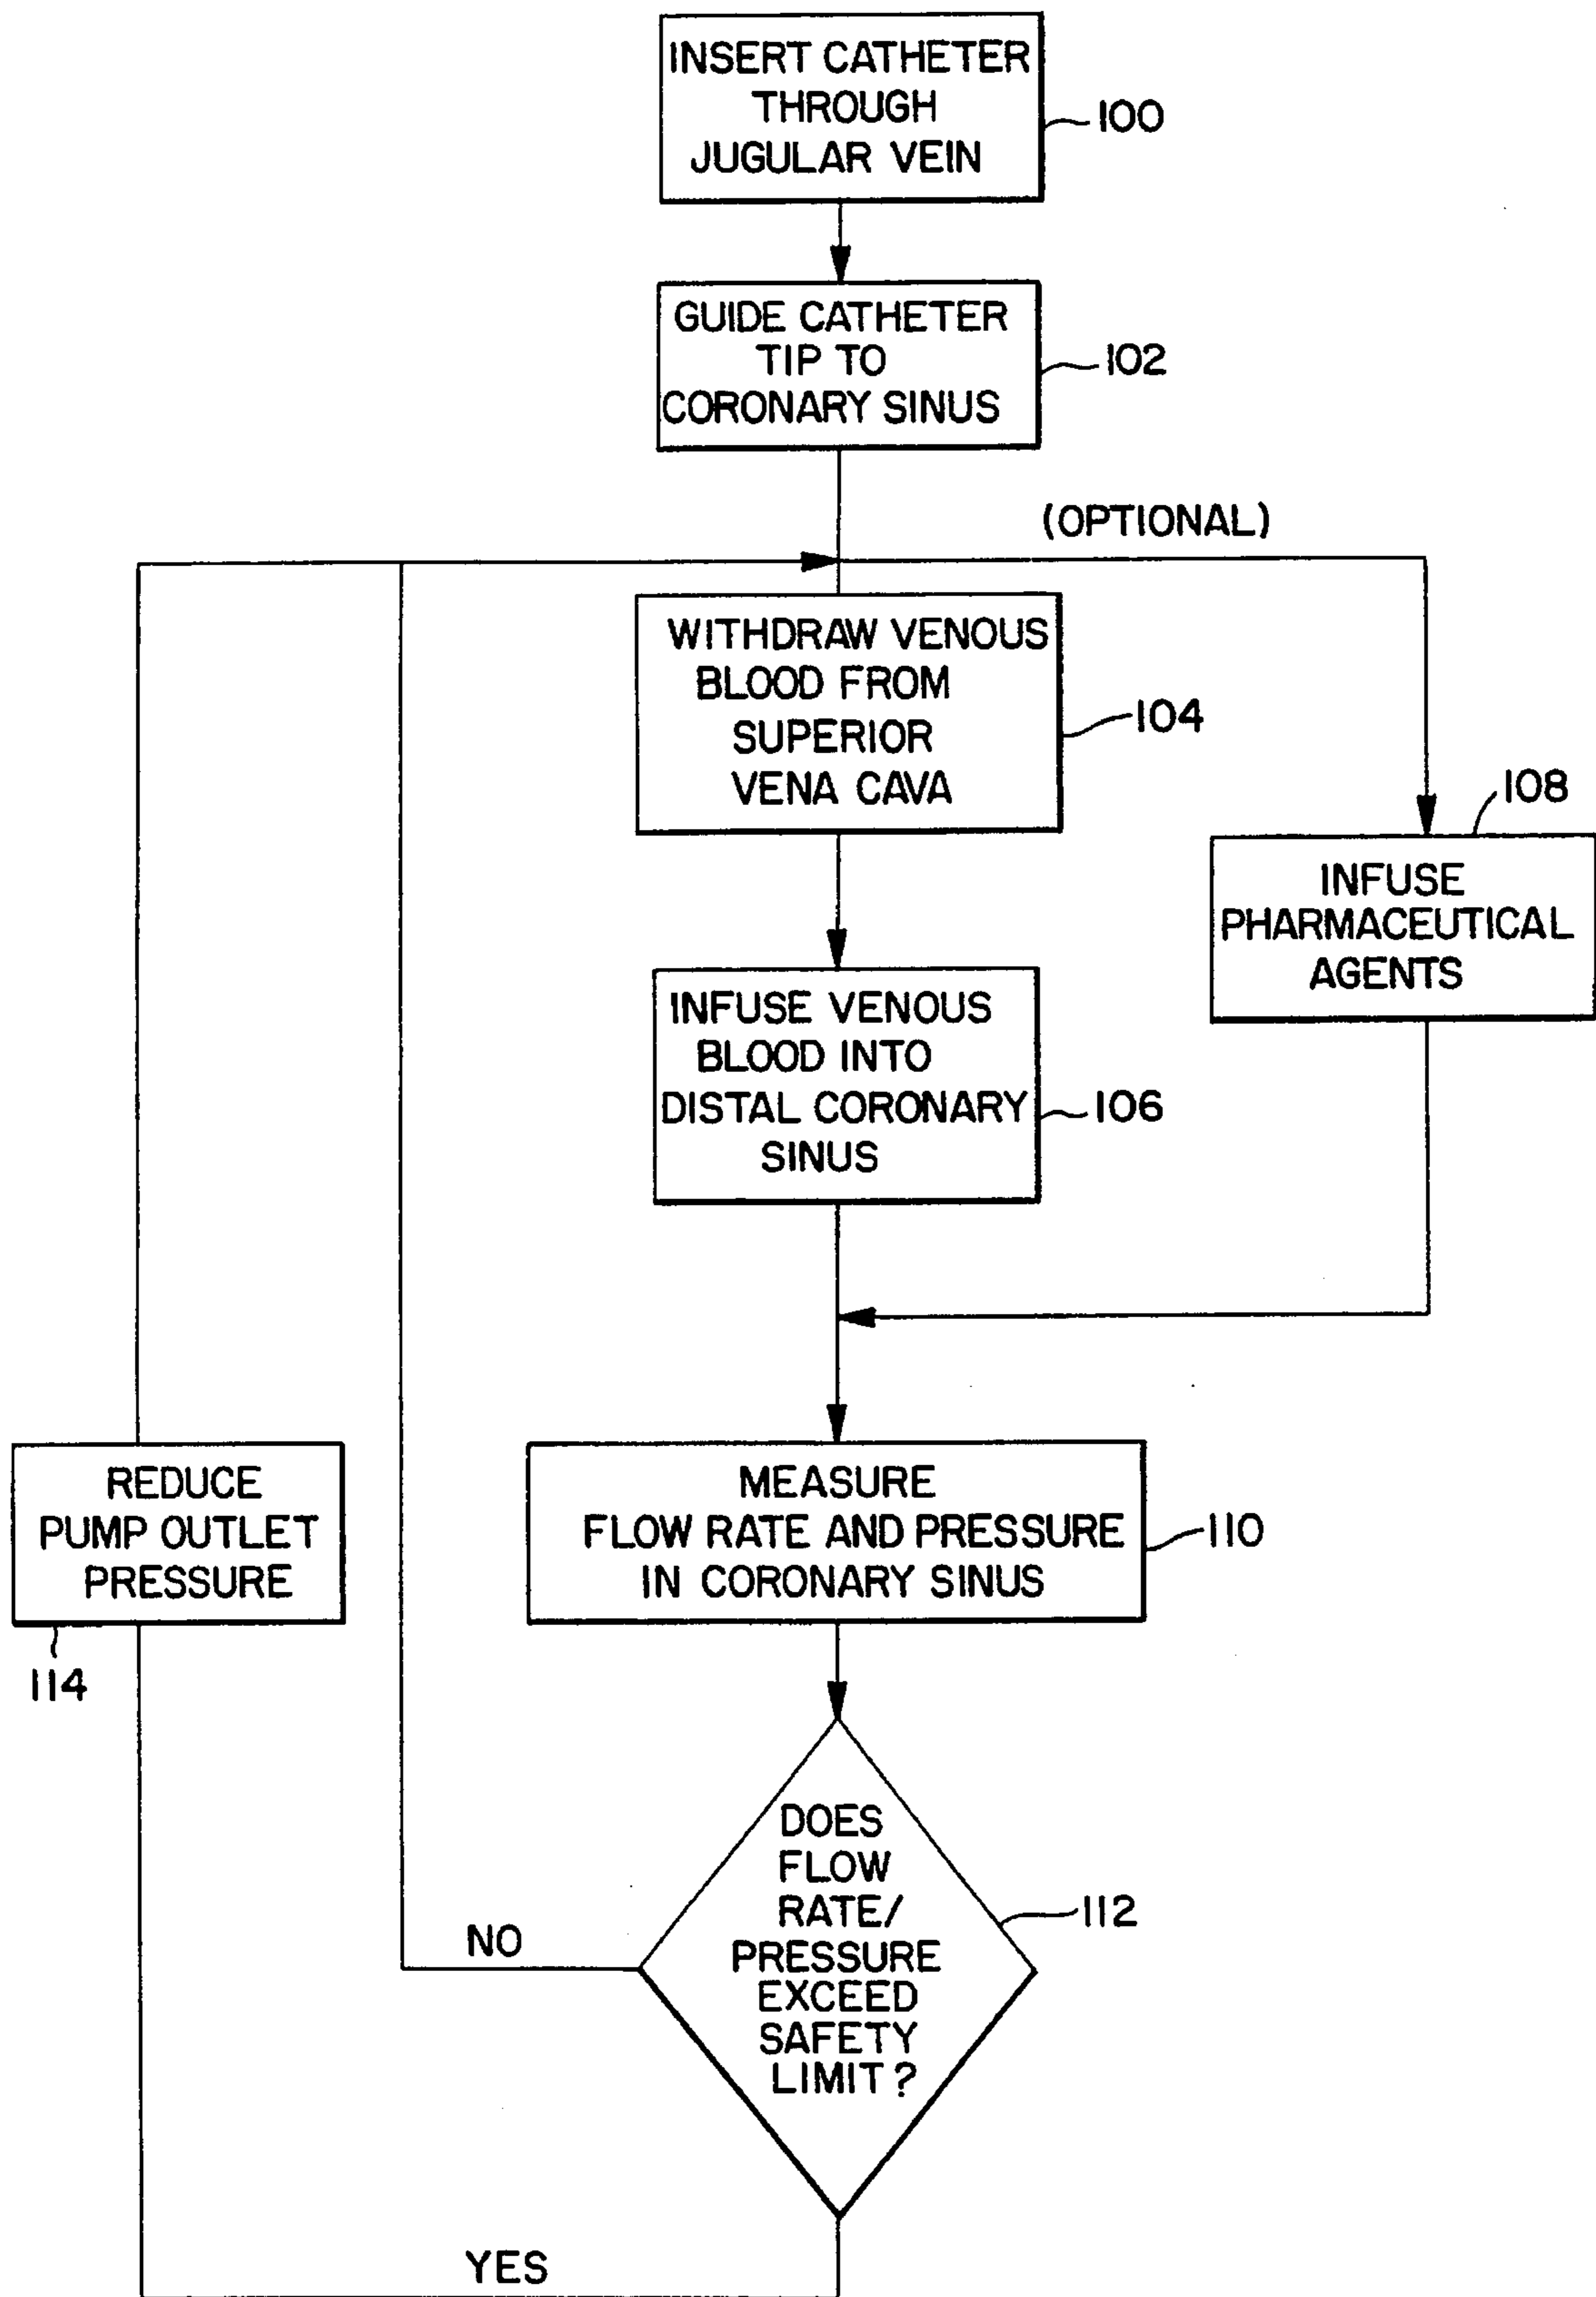 INSERT CATHETER
THROUGH
JUGULAR VEIN
100
GUIDE CATHETER
TIP TO
CORONARY SINUS
102
(OPTIONAL)
WITHDRAW VENOUS
BLOOD FROM
SUPERIOR
VENA CAVA
104
108
INFUSE
PHARMACEUTICAL
AGENTS
INFUSE VENOUS
BLOOD INTO
DISTAL CORONARY
SINUS
106
REDUCE
PUMP OUTLET
PRESSURE
114
MEASURE
FLOW RATE AND PRESSURE
IN CORONARY SINUS
110
DOES
FLOW
RATE/
PRESSURE
EXCEED
SAFETY
LIMIT?
112
NO
YES